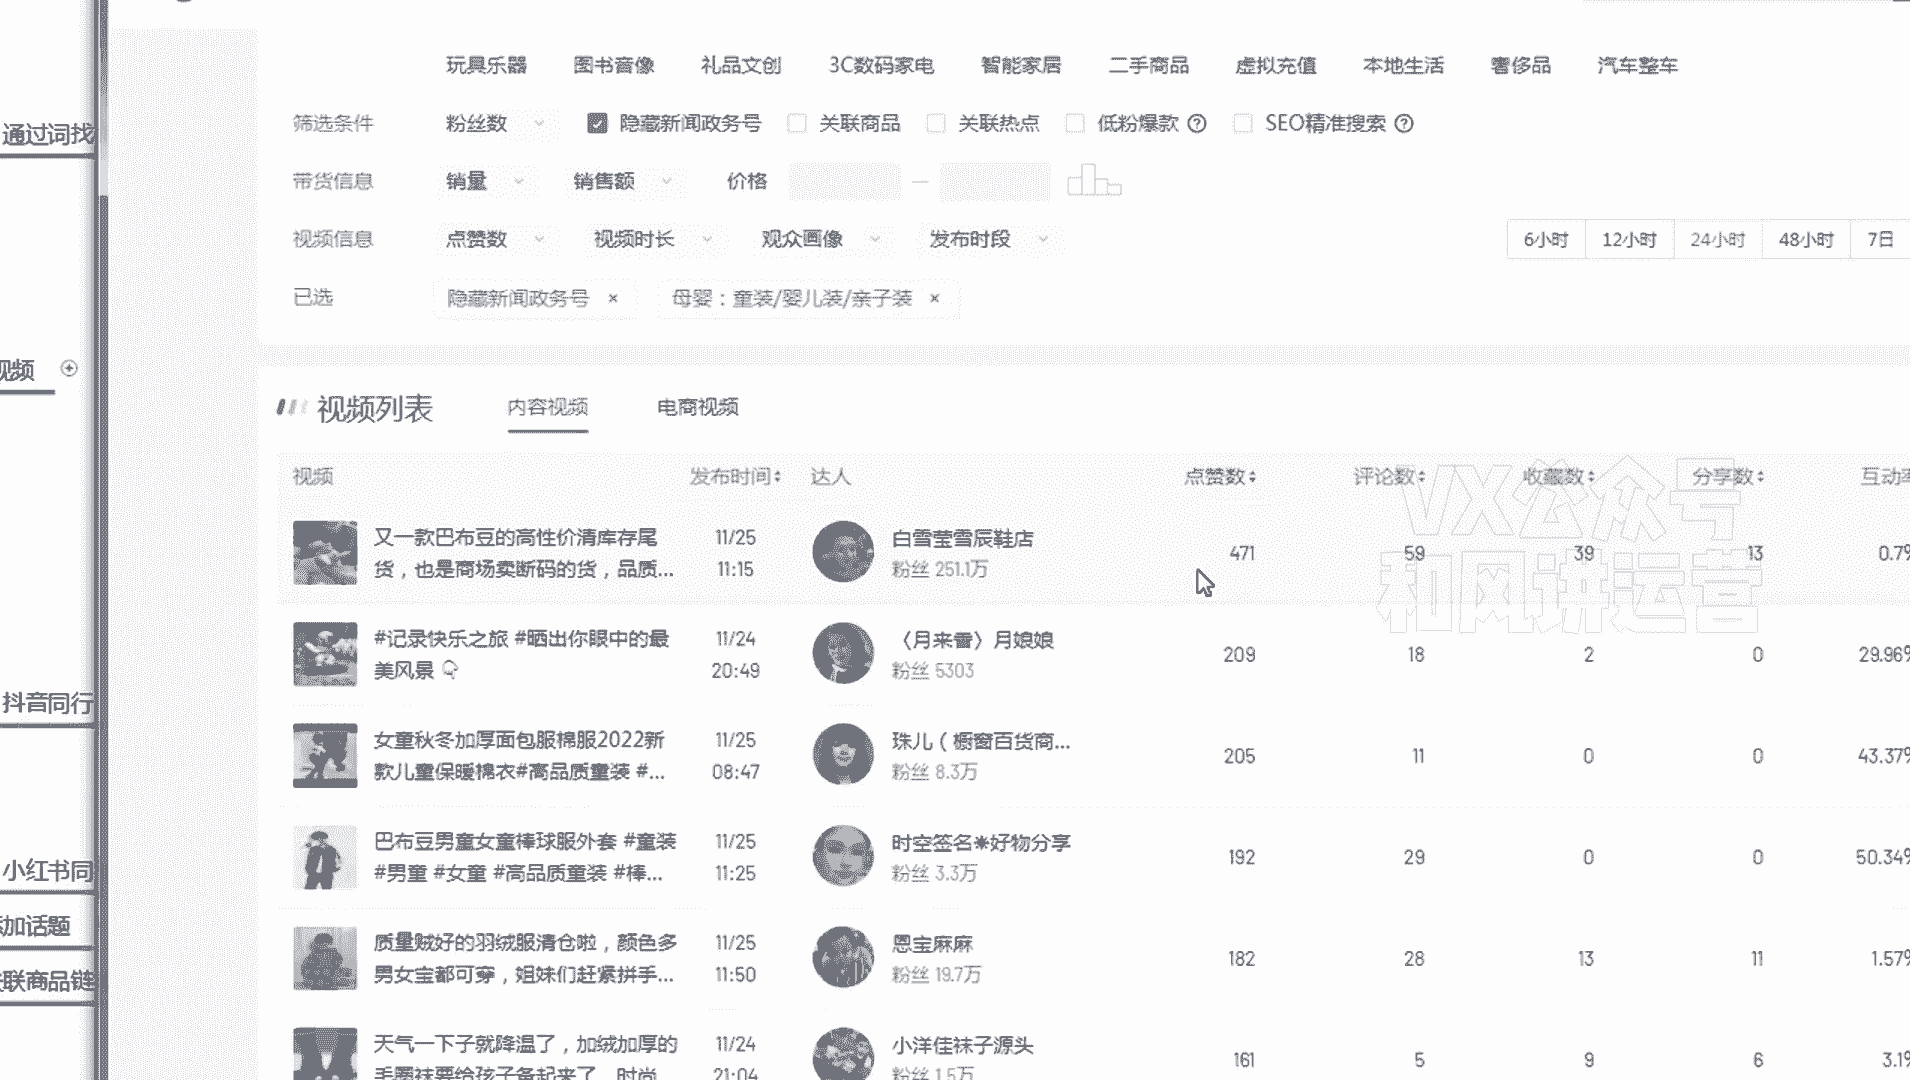 玩具乐器 图书音像 礼品文创 3C数码家电 智能家居 二手商品 虚拟充值 本地生活 奢侈品 汽车整车
通过词找
筛选条件 粉丝数 隐藏新闻政务号 关联商品 关联热点 低粉爆款 ? SEO精准搜索 ?
带货信息 销量 销售额 价格 —
视频信息 点赞数 视频时长 观众画像 发布时段 6小时 12小时 24小时 48小时 7日
已选 隐藏新闻政务号 × 母婴：童装/婴儿装/亲子装 ×
视频
视频列表 内容视频 电商视频
视频 发布时间 达人 点赞数 评论数 收藏数 分享数 互动率
VX公众号
和风讲运营
又一款巴布豆的高性价清库存尾 11/25 白雪莹雪辰鞋店
货，也是商场卖断码的货，品质... 11:15 粉丝 251.1万
471 59 39 13 0.7%
#记录快乐之旅 #晒出你眼中的最 11/24 〈月来香〉月娘娘
美风景 20:49 粉丝 5303
209 18 2 0 29.96%
抖音同行
女童秋冬加厚面包服棉服2022新 11/25 珠儿（橱窗百货商...
款儿童保暖棉衣#高品质童装 #... 08:47 粉丝 8.3万
205 11 0 0 43.37%
巴布豆男童女童棒球服外套 #童装 11/25 时空签名✱好物分享
#男童 #女童 #高品质童装 #棒... 11:25 粉丝 3.3万
192 29 0 0 50.34%
小红书同
加话题
质量贼好的羽绒服清仓啦，颜色多 11/25 恩宝麻麻
男女宝都可穿，姐妹们赶紧拼手... 11:50 粉丝 19.7万
182 28 13 11 1.57%
联商品链
天气一下子就降温了，加绒加厚的 11/24 小洋佳袜子源头
手圈袜要给孩子备起来了 时尚 21:04 粉丝 1.5万
161 5 9 6 3.1%